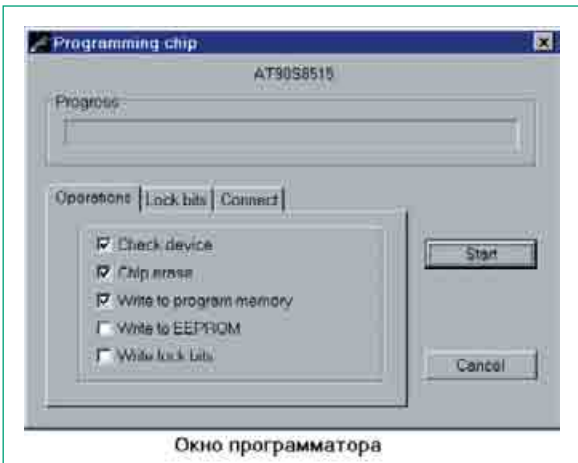 Programming chip
AT90S8515
Progress
Operations Lock bits Connect
Check device
Chip erase
Write to program memory
Write to EEPROM
Write lock bits
Start
Cancel
Окно программатора